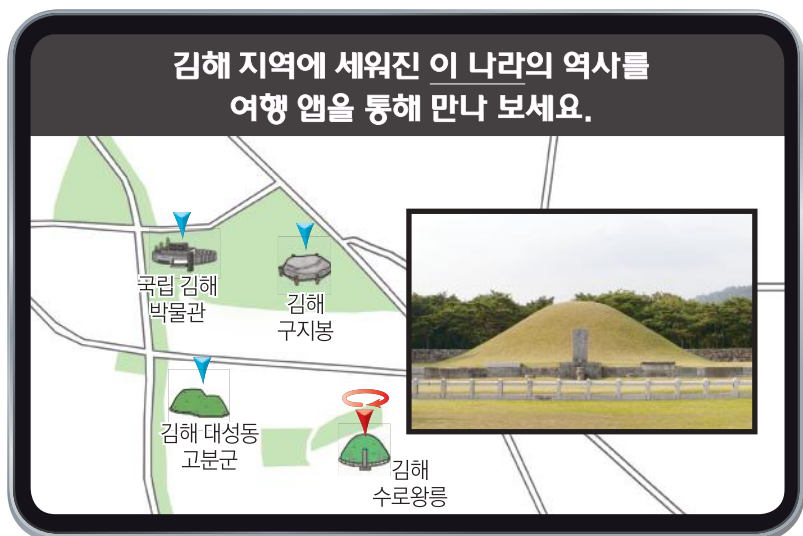 김해 지역에 세워진 이 나라의 역사를
여행 앱을 통해 만나 보세요.
국립 김해
박물관
김해
구지봉
김해 대성동
고분군
김해
수로왕릉